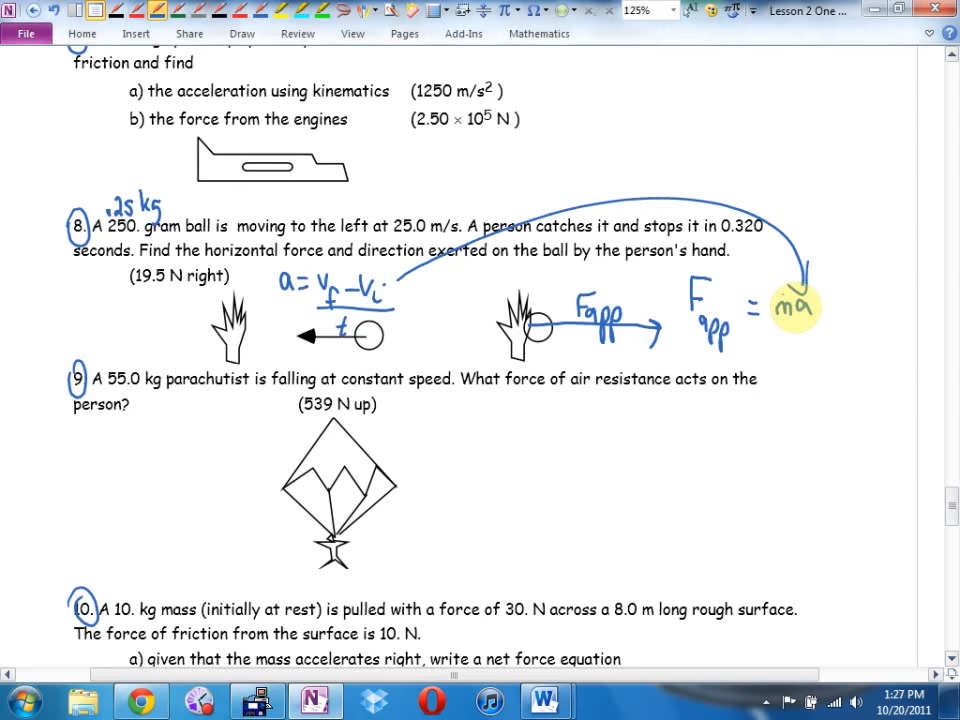 125%
Lesson 2 One ...
File Home Insert Share Draw Review View Pages Add-Ins Mathematics
friction and find
a) the acceleration using kinematics (1250 m/s2 )
b) the force from the engines (2.50 × 105 N )
.25 kg
8. A 250. gram ball is moving to the left at 25.0 m/s. A person catches it and stops it in 0.320
seconds. Find the horizontal force and direction exerted on the ball by the person's hand.
(19.5 N right)
a = vf - vi
t
Fapp
Fapp = ma
9. A 55.0 kg parachutist is falling at constant speed. What force of air resistance acts on the
person? (539 N up)
10. A 10. kg mass (initially at rest) is pulled with a force of 30. N across a 8.0 m long rough surface.
The force of friction from the surface is 10. N.
a) given that the mass accelerates right, write a net force equation
1:27 PM
10/20/2011